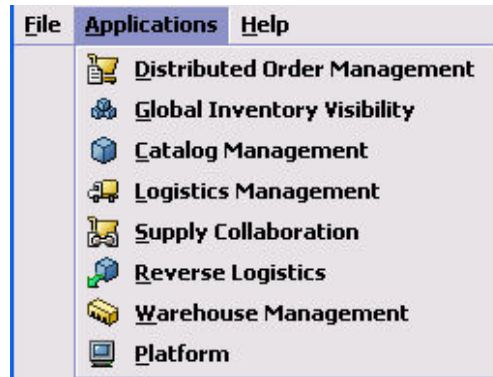 File Applications Help
Distributed Order Management
Global Inventory Visibility
Catalog Management
Logistics Management
Supply Collaboration
Reverse Logistics
Warehouse Management
Platform